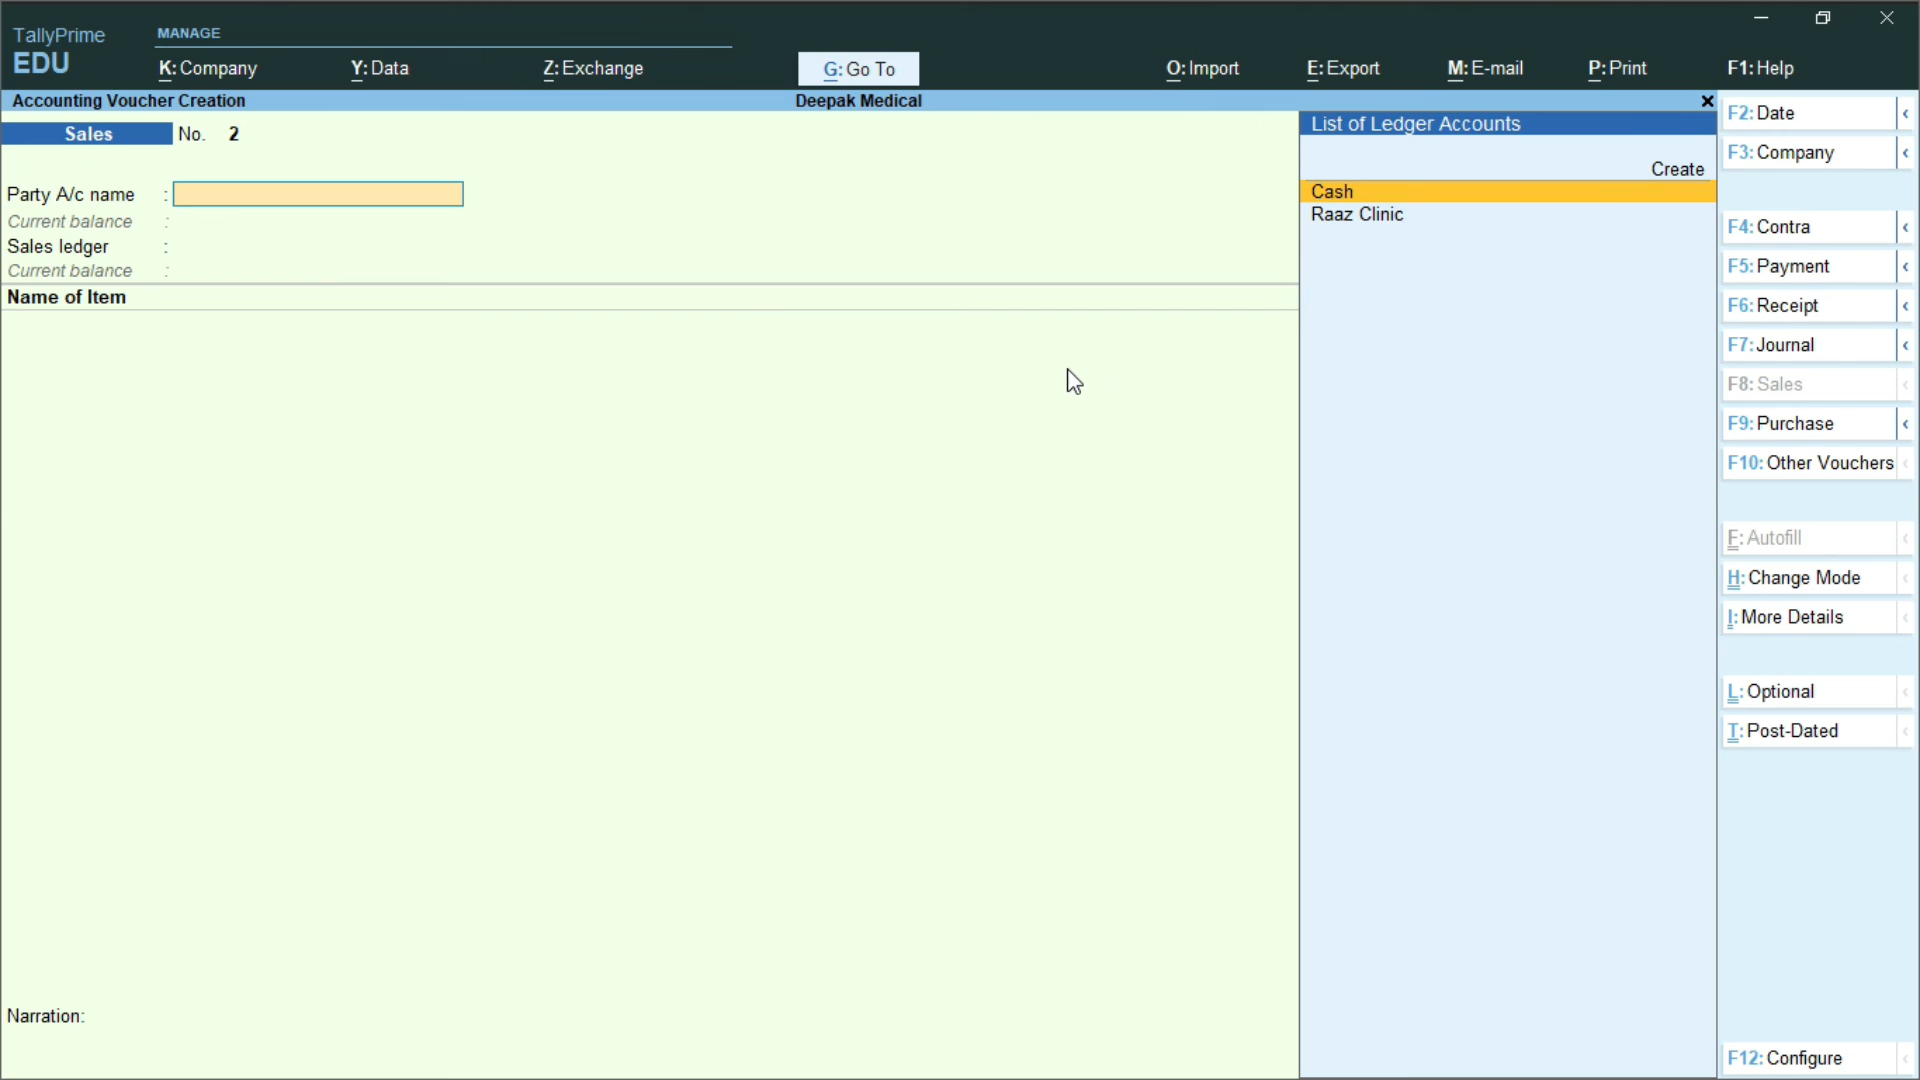 TallyPrime
EDU
MANAGE
K: Company
Y: Data
Z: Exchange
G: Go To
O: Import
E: Export
M: E-mail
P: Print
F1: Help
Accounting Voucher Creation
Deepak Medical
Sales No. 2
Party A/c name :
Current balance :
Sales ledger :
Current balance :
Name of Item
Narration:
List of Ledger Accounts
Create
Cash
Raaz Clinic
F2: Date
F3: Company
F4: Contra
F5: Payment
F6: Receipt
F7: Journal
F8: Sales
F9: Purchase
F10: Other Vouchers
F: Autofill
H: Change Mode
I: More Details
L: Optional
T: Post-Dated
F12: Configure